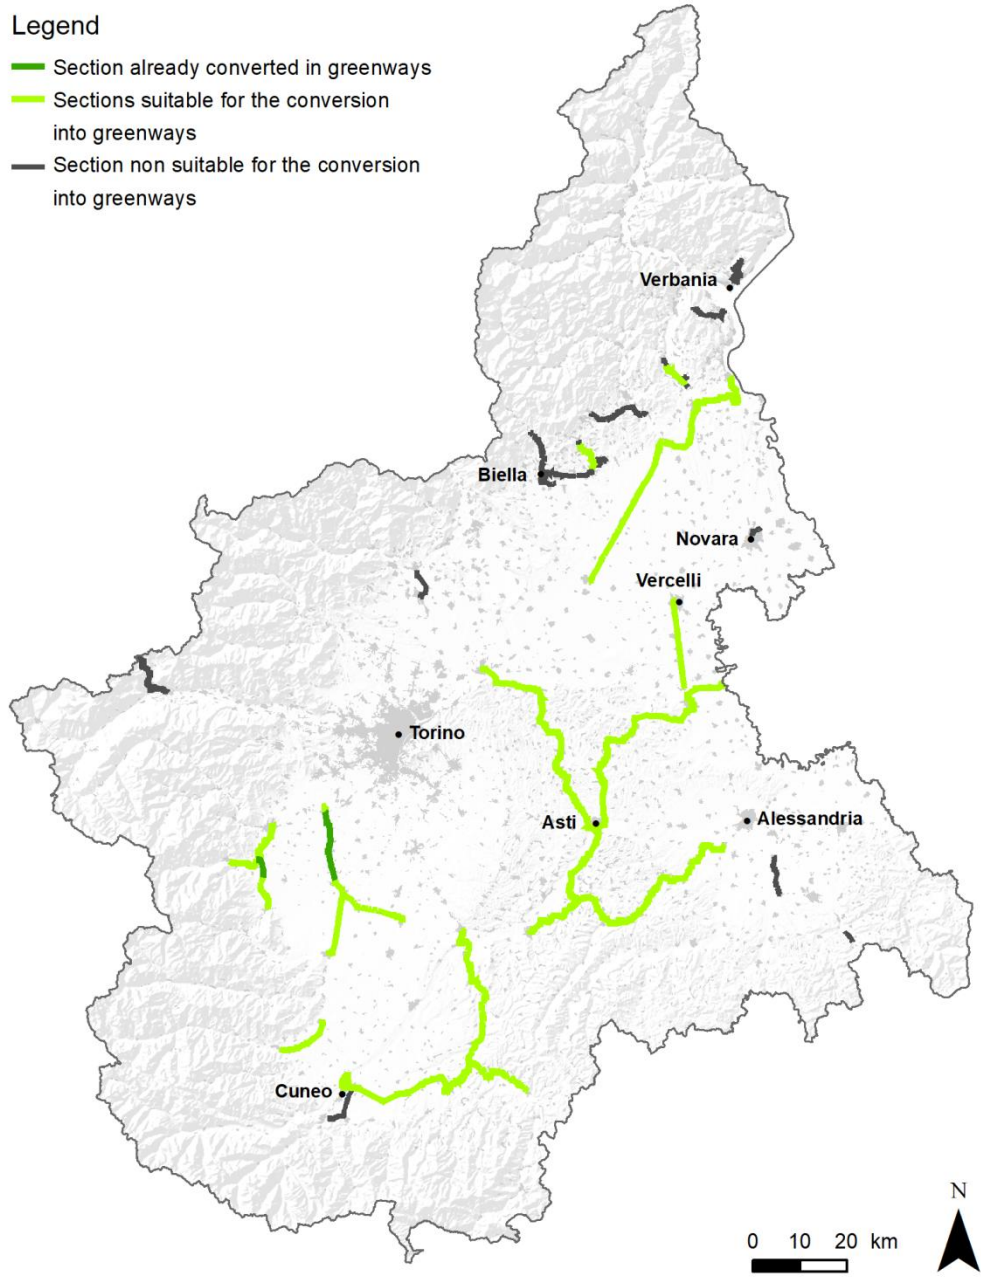 Legend
Section already converted in greenways
Sections suitable for the conversion
into greenways
Section non suitable for the conversion
into greenways
Verbania
Biella
Novara
Vercelli
Torino
Asti
Alessandria
Cuneo
N
0 10 20 km